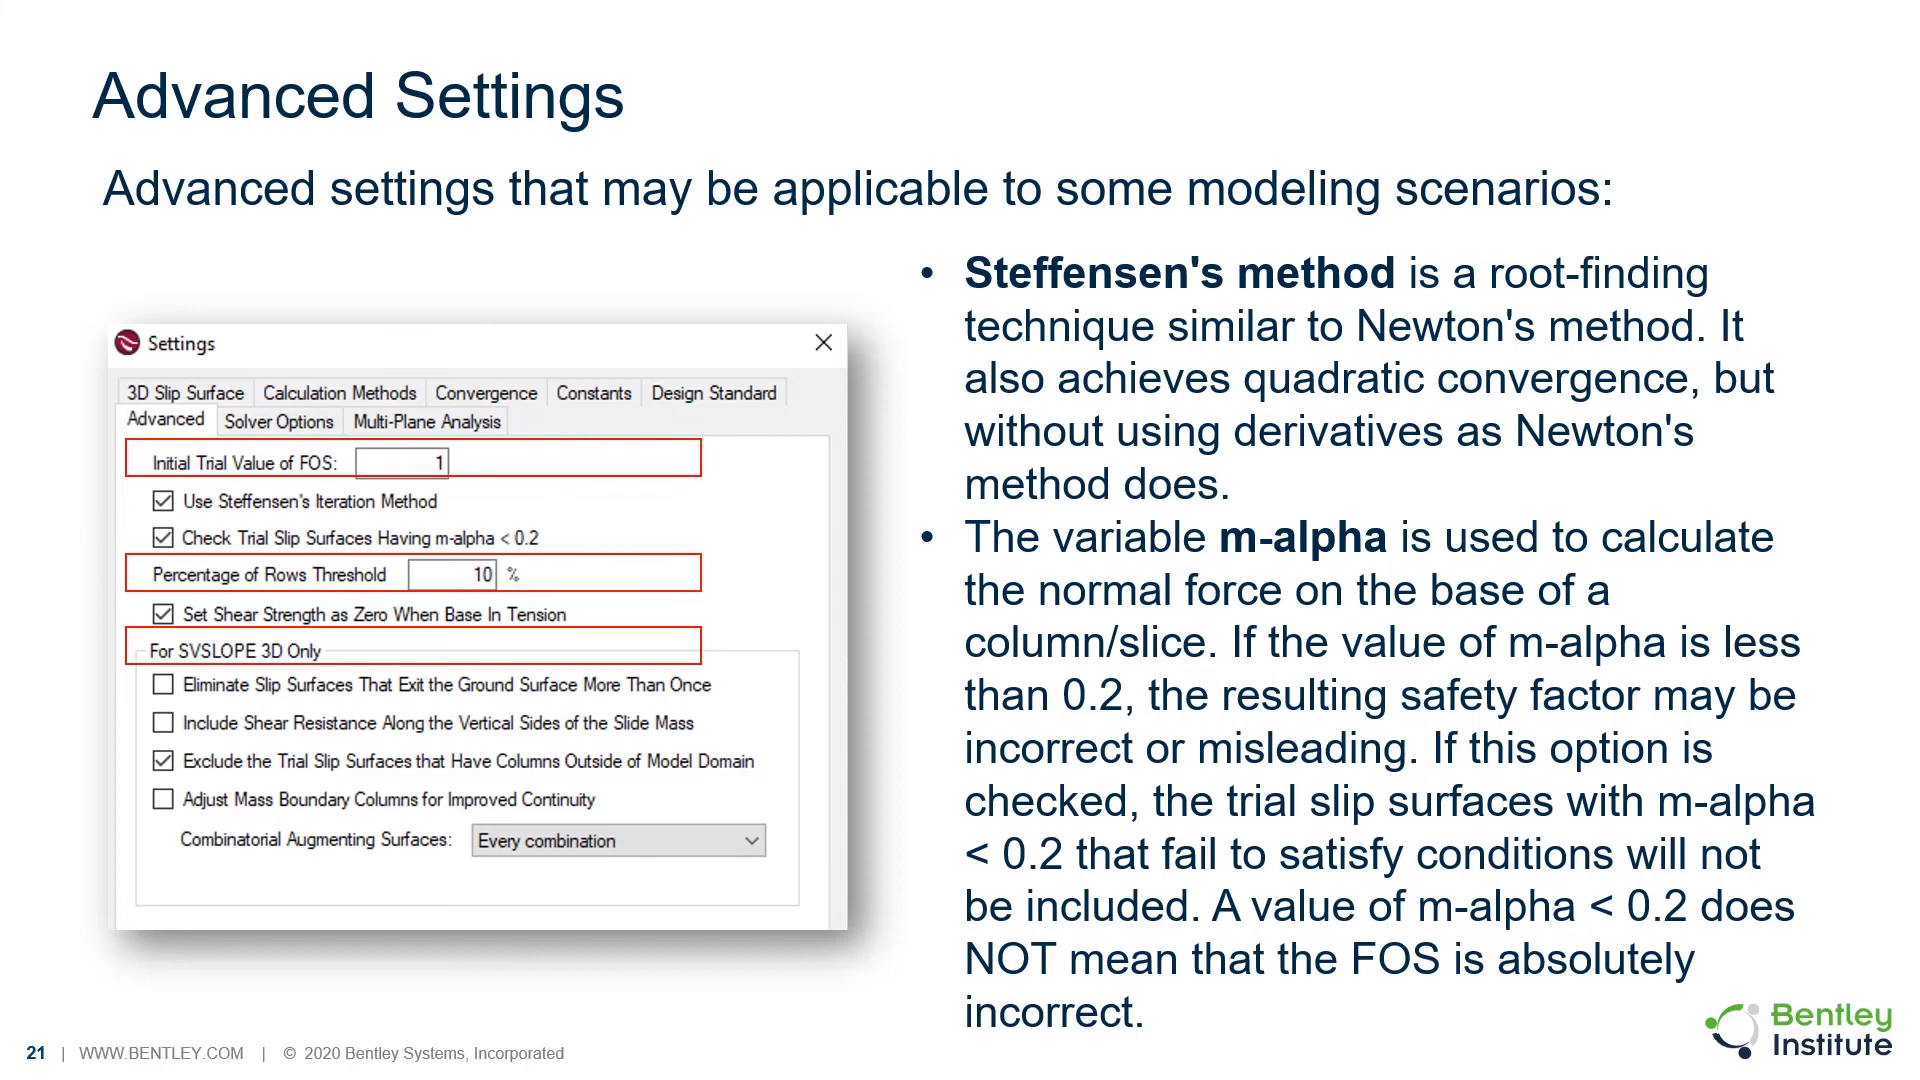 Advanced Settings
Advanced settings that may be applicable to some modeling scenarios:
Settings
3D Slip Surface Calculation Methods Convergence Constants Design Standard
Advanced Solver Options Multi-Plane Analysis
Initial Trial Value of FOS: 1
Use Steffensen's Iteration Method
Check Trial Slip Surfaces Having m-alpha < 0.2
Percentage of Rows Threshold 10 %
Set Shear Strength as Zero When Base In Tension
For SVSLOPE 3D Only
Eliminate Slip Surfaces That Exit the Ground Surface More Than Once
Include Shear Resistance Along the Vertical Sides of the Slide Mass
Exclude the Trial Slip Surfaces that Have Columns Outside of Model Domain
Adjust Mass Boundary Columns for Improved Continuity
Combinatorial Augmenting Surfaces: Every combination
• Steffensen's method is a root-finding
technique similar to Newton's method. It
also achieves quadratic convergence, but
without using derivatives as Newton's
method does.
• The variable m-alpha is used to calculate
the normal force on the base of a
column/slice. If the value of m-alpha is less
than 0.2, the resulting safety factor may be
incorrect or misleading. If this option is
checked, the trial slip surfaces with m-alpha
< 0.2 that fail to satisfy conditions will not
be included. A value of m-alpha < 0.2 does
NOT mean that the FOS is absolutely
incorrect.
21 | WWW.BENTLEY.COM | © 2020 Bentley Systems, Incorporated
Bentley
Institute